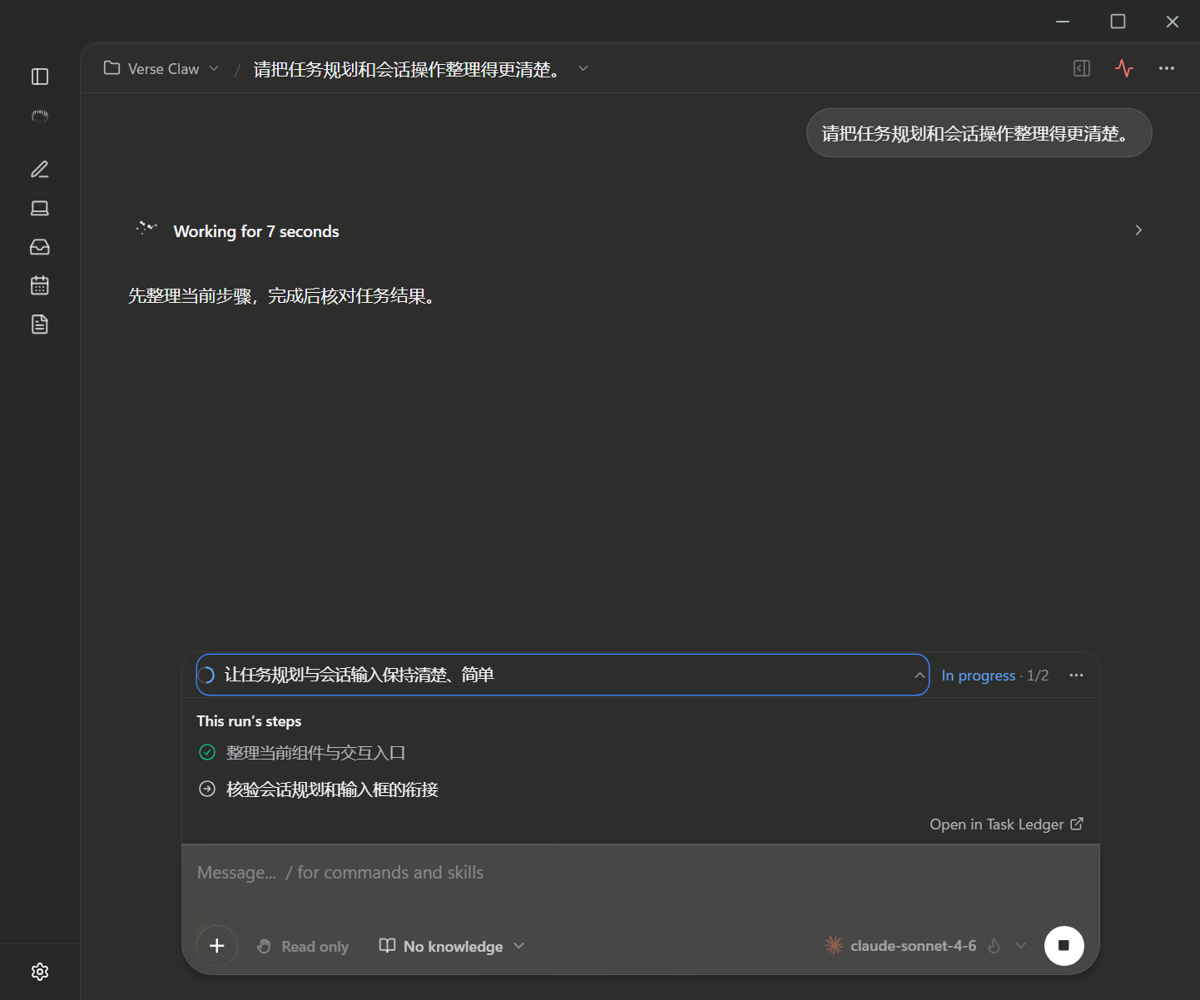 Verse Claw / 请把任务规划和会话操作整理得更清楚。
请把任务规划和会话操作整理得更清楚。
Working for 7 seconds
先整理当前步骤，完成后核对任务结果。
让任务规划与会话输入保持清楚、简单 In progress · 1/2
This run's steps
整理当前组件与交互入口
核验会话规划和输入框的衔接
Open in Task Ledger
Message... / for commands and skills
Read only No knowledge claude-sonnet-4-6